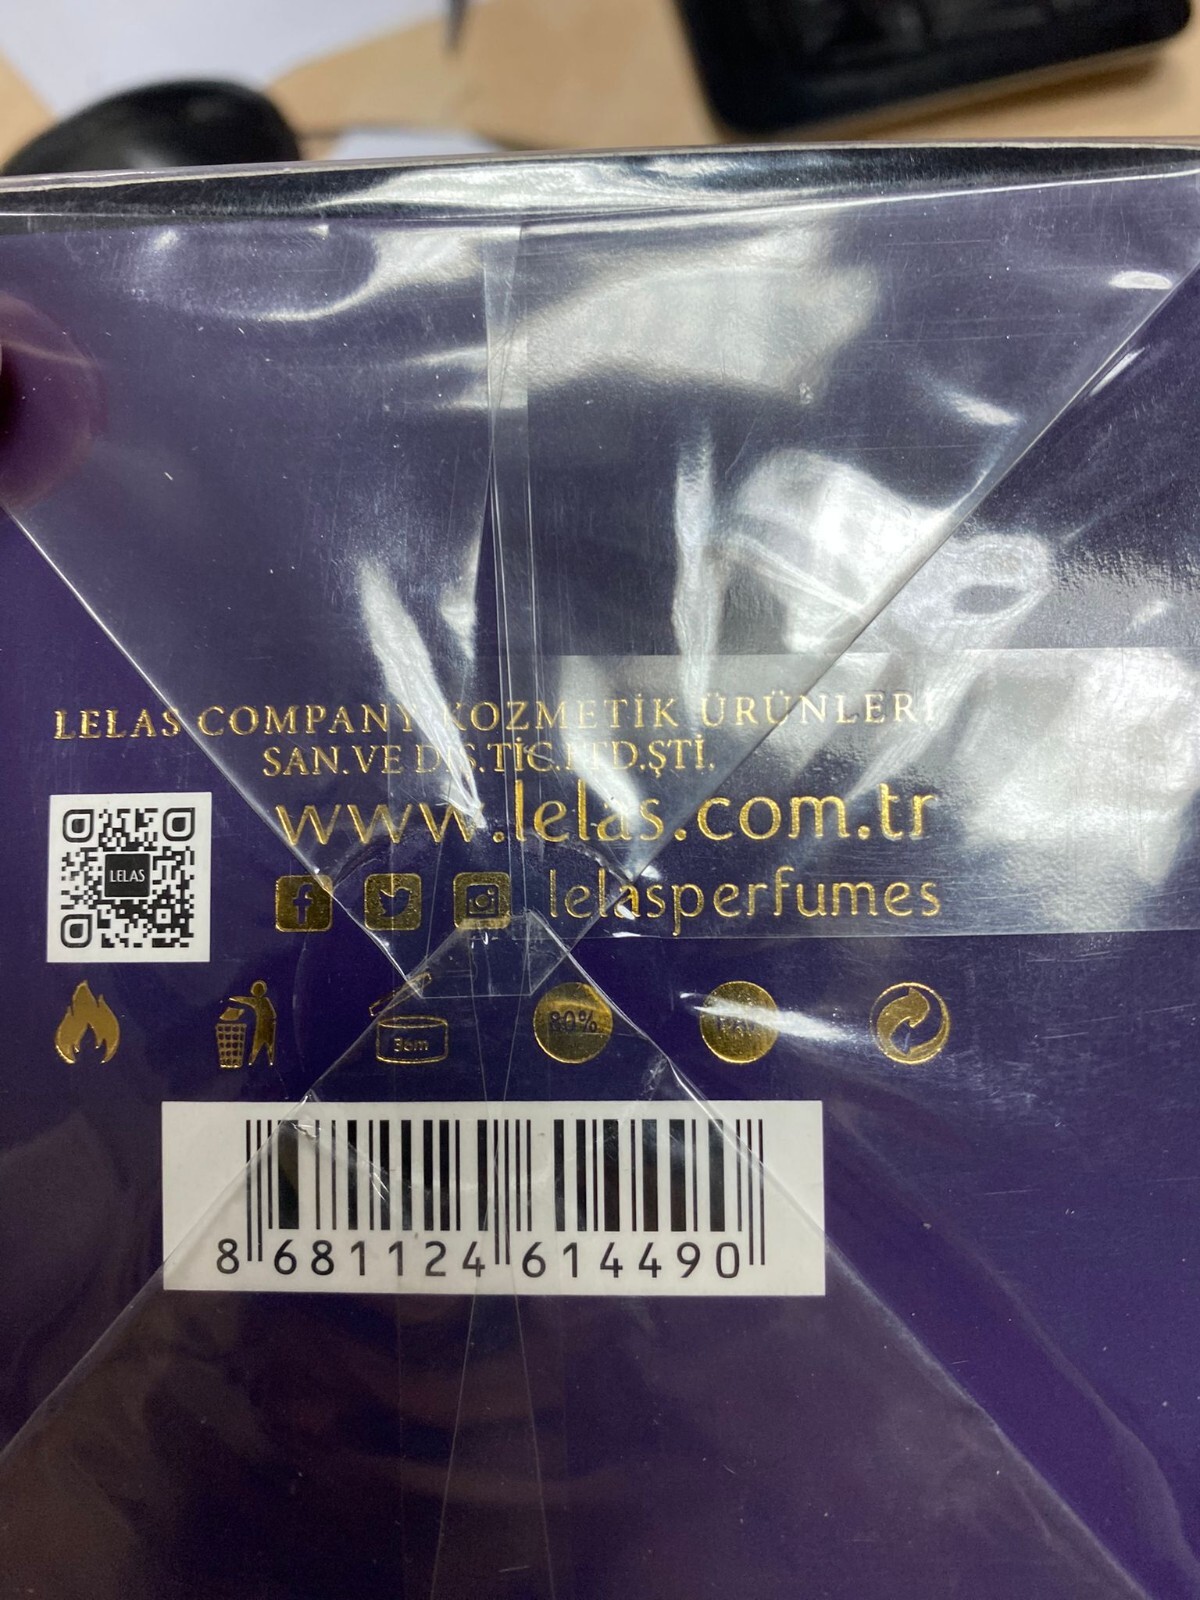 LELAS COMPANY KOZMETİK ÜRÜNLERİ
SAN.VE DIŞ.TİC.LTD.ŞTİ.
www.lelas.com.tr
LELAS
lelasperfumes
36m
80%
8 681124 614490